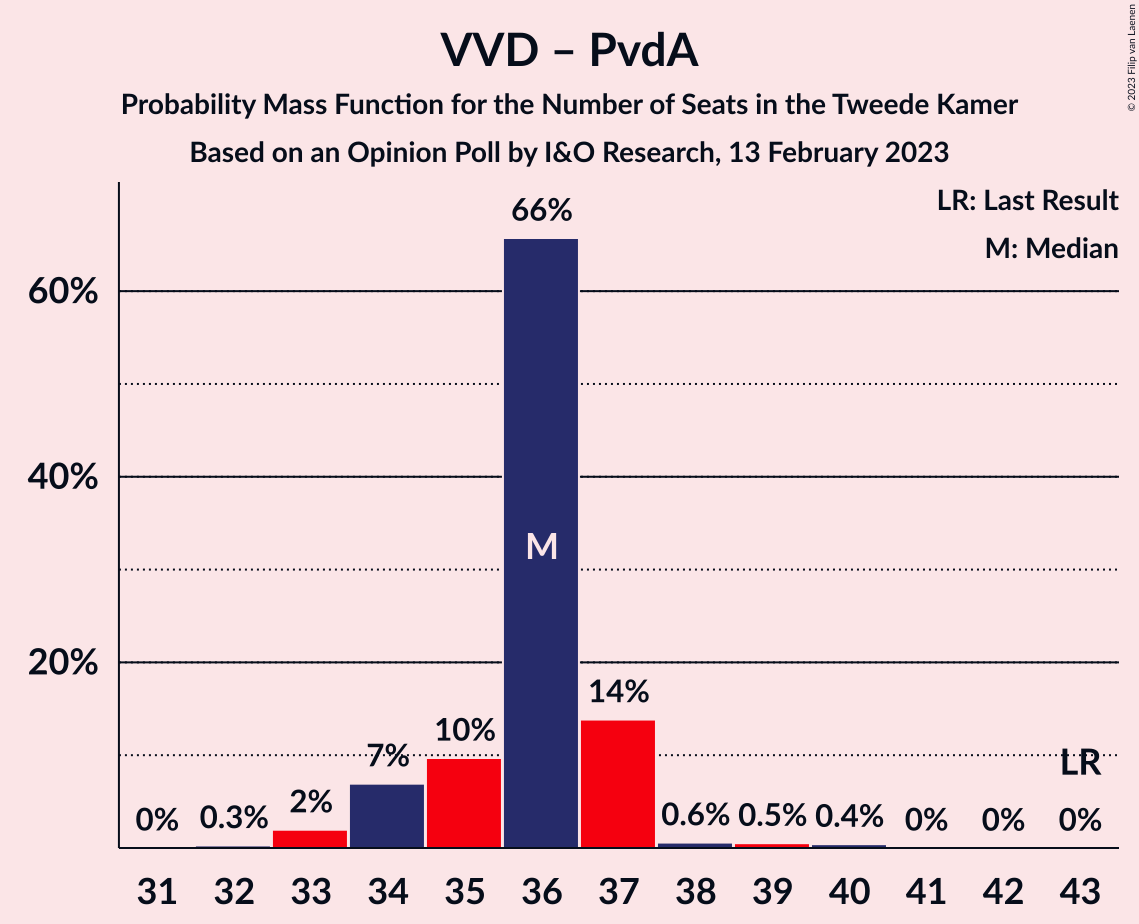 VVD – PvdA
Probability Mass Function for the Number of Seats in the Tweede Kamer
Based on an Opinion Poll by I&O Research, 13 February 2023
© 2023 Filip van Laenen
LR: Last Result
M: Median
60%
40%
20%
0%
0.3%
2%
7%
10%
66%
14%
0.6%
0.5%
0.4%
0%
0%
0%
M
LR
31 32 33 34 35 36 37 38 39 40 41 42 43